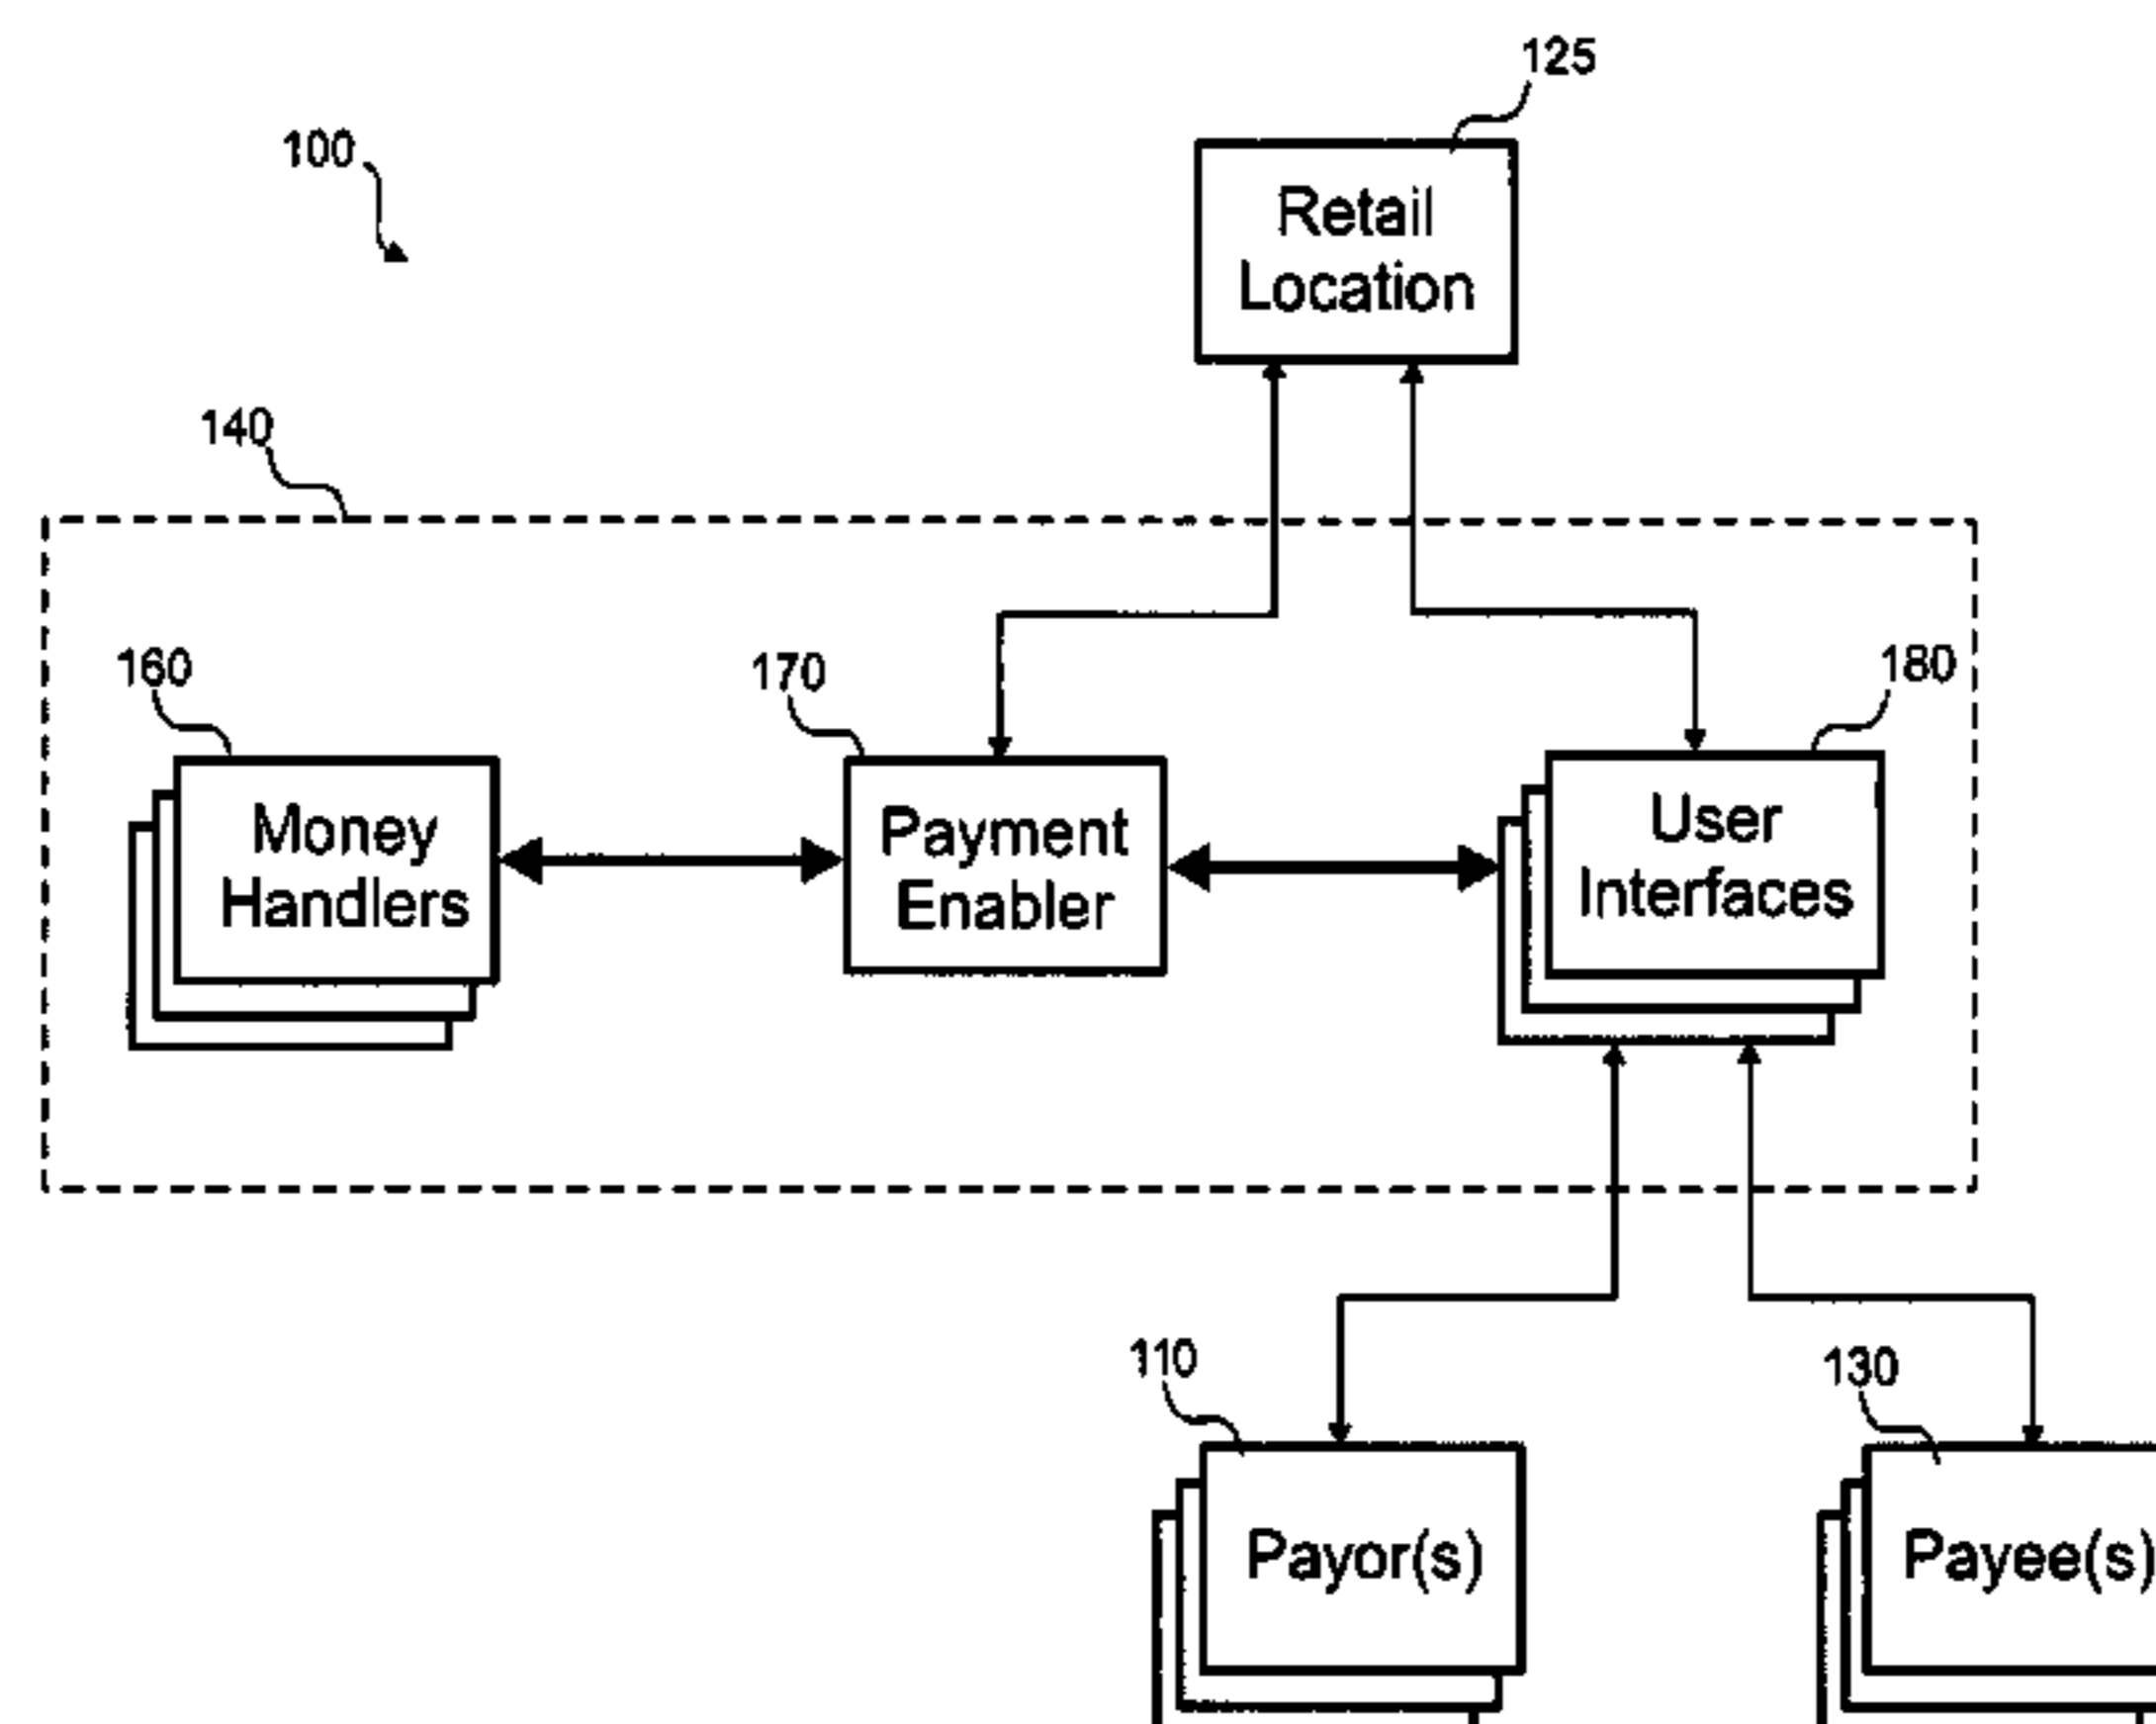 125
100
Retail
Location
140
160
170
180
Money
Handlers
Payment
Enabler
User
Interfaces
110
130
Payor(s)
Payee(s)